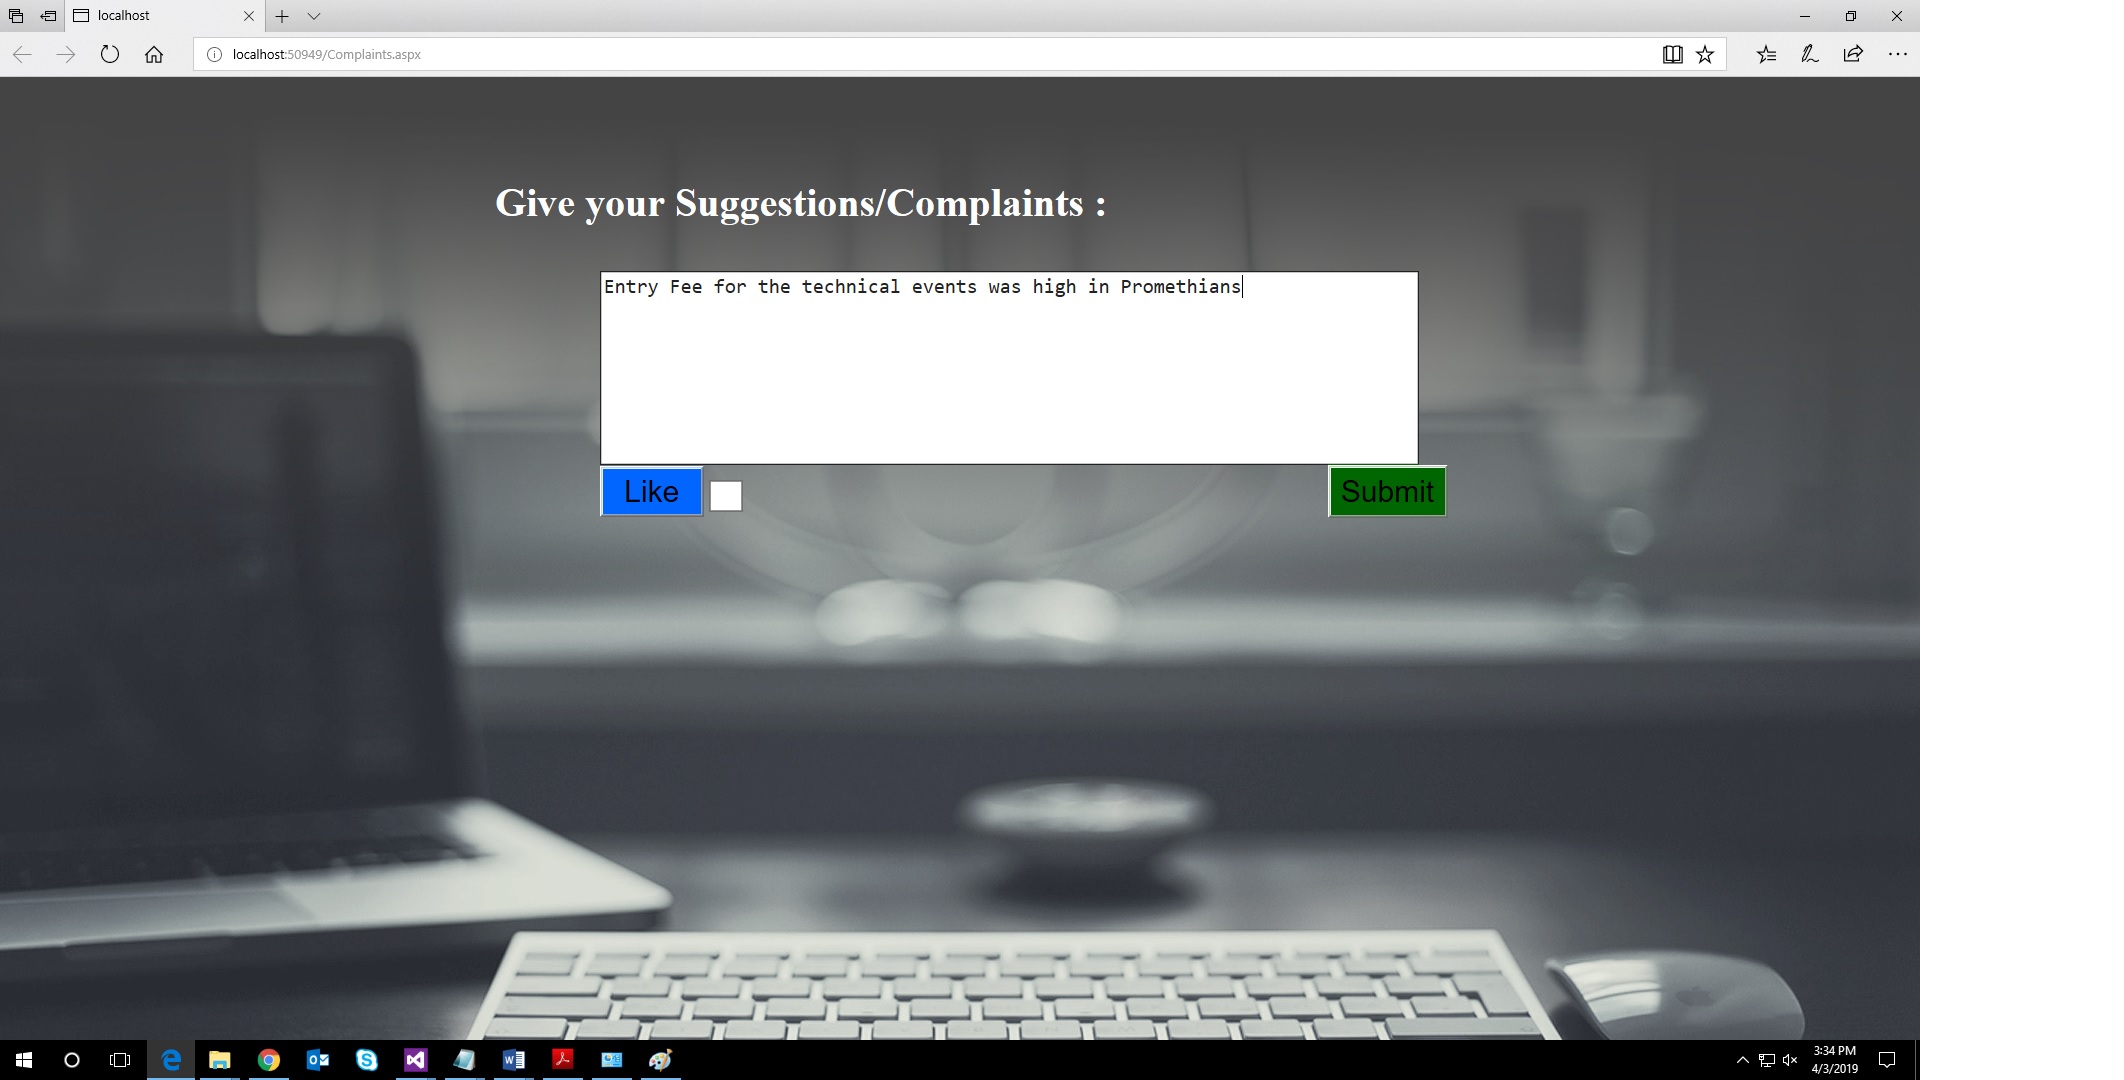 localhost
localhost:50949/Complaints.aspx
Give your Suggestions/Complaints :
Entry Fee for the technical events was high in Promethians
Like
Submit
3:34 PM
4/3/2019